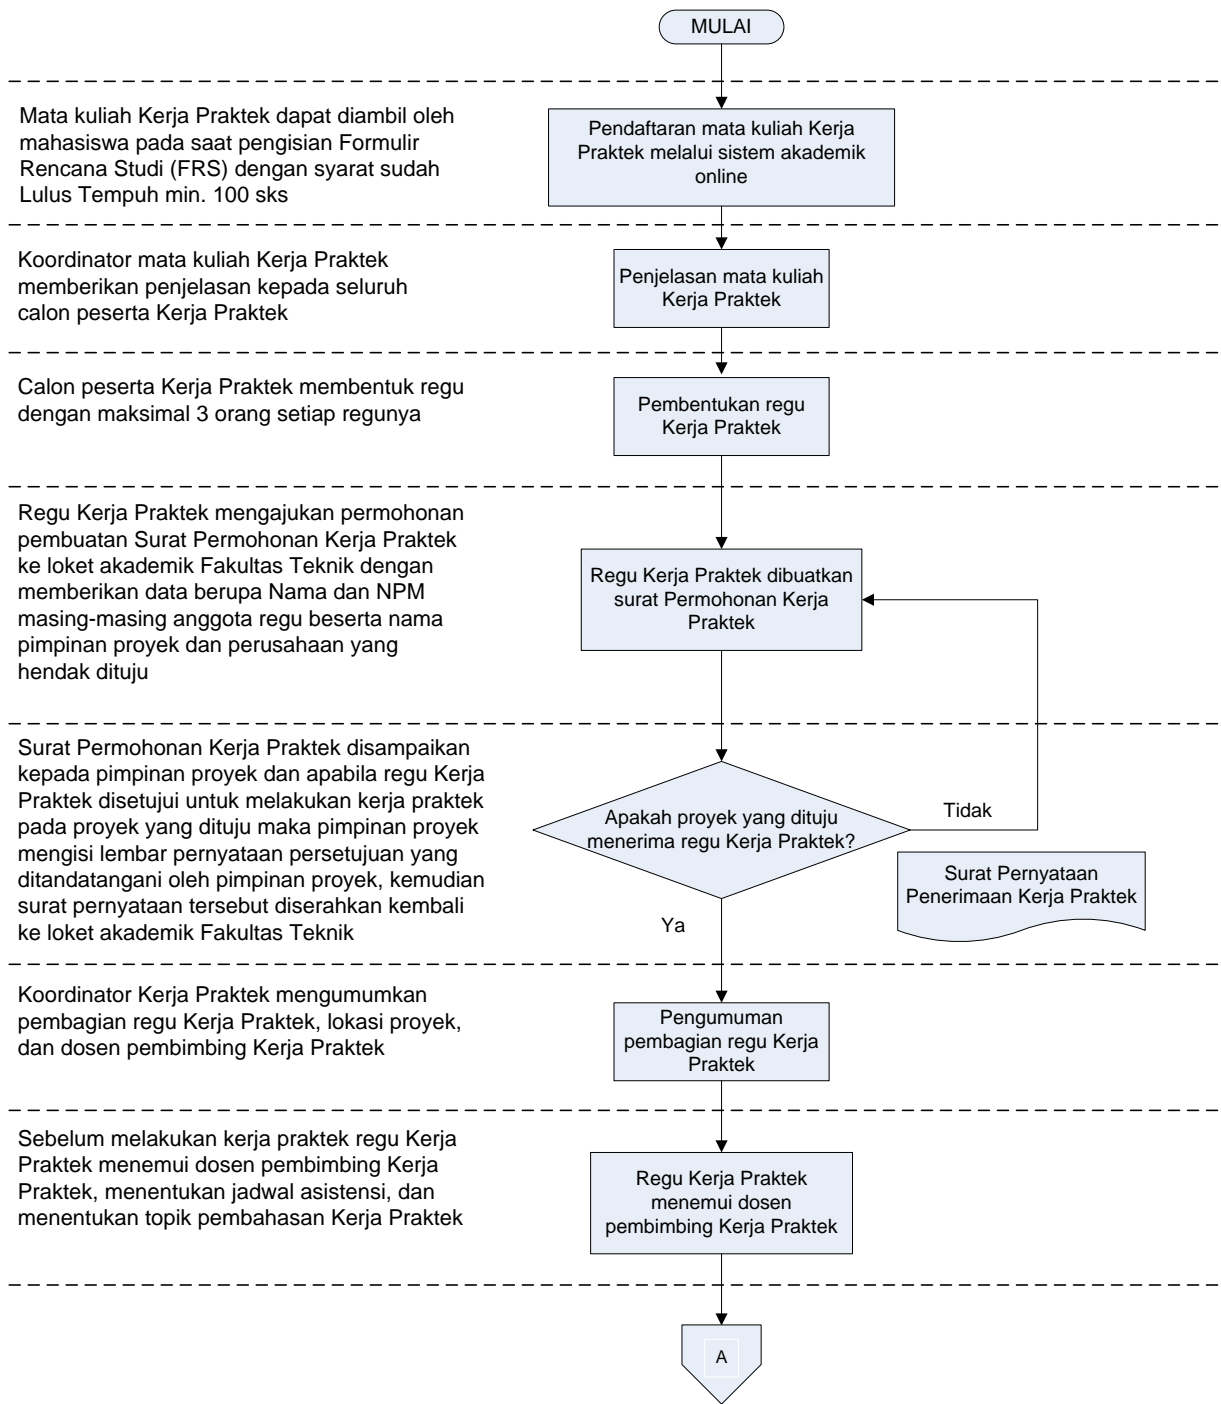 MULAI
Mata kuliah Kerja Praktek dapat diambil oleh
mahasiswa pada saat pengisian Formulir
Rencana Studi (FRS) dengan syarat sudah
Lulus Tempuh min. 100 sks
Pendaftaran mata kuliah Kerja
Praktek melalui sistem akademik
online
Koordinator mata kuliah Kerja Praktek
memberikan penjelasan kepada seluruh
calon peserta Kerja Praktek
Penjelasan mata kuliah
Kerja Praktek
Calon peserta Kerja Praktek membentuk regu
dengan maksimal 3 orang setiap regunya
Pembentukan regu
Kerja Praktek
Regu Kerja Praktek mengajukan permohonan
pembuatan Surat Permohonan Kerja Praktek
ke loket akademik Fakultas Teknik dengan
memberikan data berupa Nama dan NPM
masing-masing anggota regu beserta nama
pimpinan proyek dan perusahaan yang
hendak dituju
Regu Kerja Praktek dibuatkan
surat Permohonan Kerja
Praktek
Surat Permohonan Kerja Praktek disampaikan
kepada pimpinan proyek dan apabila regu Kerja
Praktek disetujui untuk melakukan kerja praktek
pada proyek yang dituju maka pimpinan proyek
mengisi lembar pernyataan persetujuan yang
ditandatangani oleh pimpinan proyek, kemudian
surat pernyataan tersebut diserahkan kembali
ke loket akademik Fakultas Teknik
Apakah proyek yang dituju
menerima regu Kerja Praktek?
Tidak
Surat Pernyataan
Penerimaan Kerja Praktek
Ya
Koordinator Kerja Praktek mengumumkan
pembagian regu Kerja Praktek, lokasi proyek,
dan dosen pembimbing Kerja Praktek
Pengumuman
pembagian regu Kerja
Praktek
Sebelum melakukan kerja praktek regu Kerja
Praktek menemui dosen pembimbing Kerja
Praktek, menentukan jadwal asistensi, dan
menentukan topik pembahasan Kerja Praktek
Regu Kerja Praktek
menemui dosen
pembimbing Kerja Praktek
A